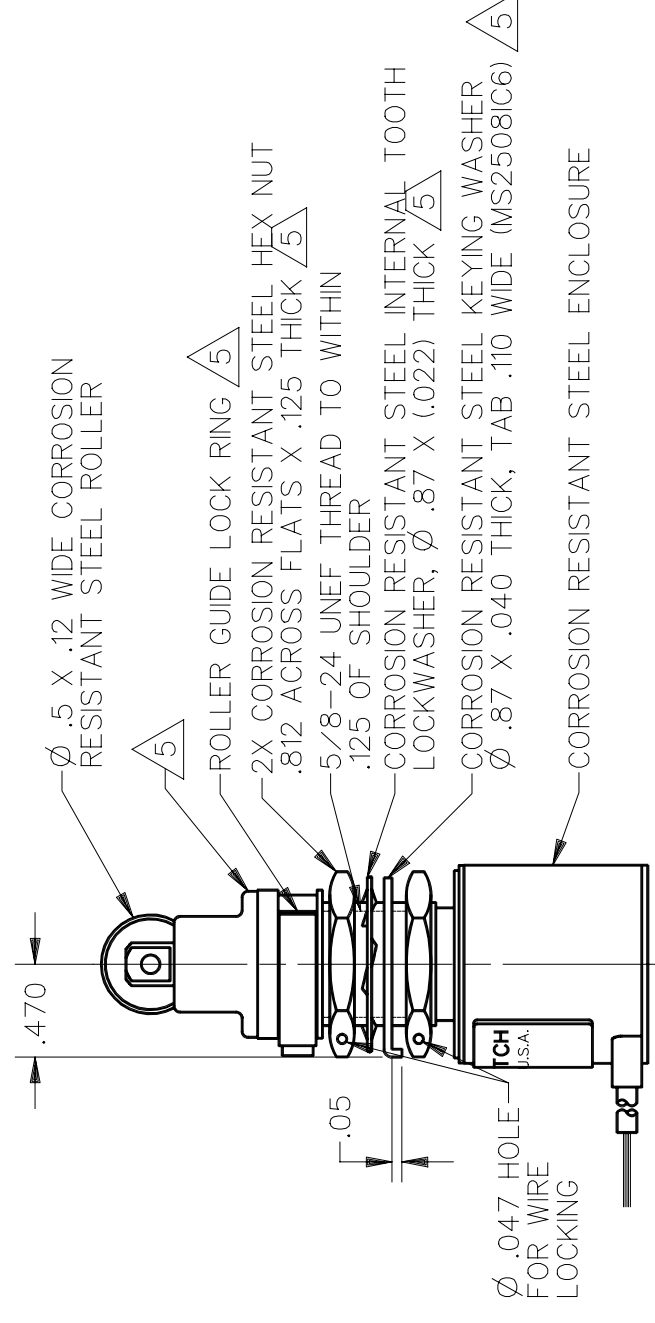 Ø .5 X .12 WIDE CORROSION
RESISTANT STEEL ROLLER
5
ROLLER GUIDE LOCK RING 5
2X CORROSION RESISTANT STEEL HEX NUT
.812 ACROSS FLATS X .125 THICK 5
5/8-24 UNEF THREAD TO WITHIN
.125 OF SHOULDER
CORROSION RESISTANT STEEL INTERNAL TOOTH
LOCKWASHER, Ø .87 X (.022) THICK 5
CORROSION RESISTANT STEEL KEYING WASHER
Ø .87 X .040 THICK, TAB .110 WIDE (MS25081C6) 5
CORROSION RESISTANT STEEL ENCLOSURE
.470
.05
TCH
U.S.A.
Ø .047 HOLE
FOR WIRE
LOCKING